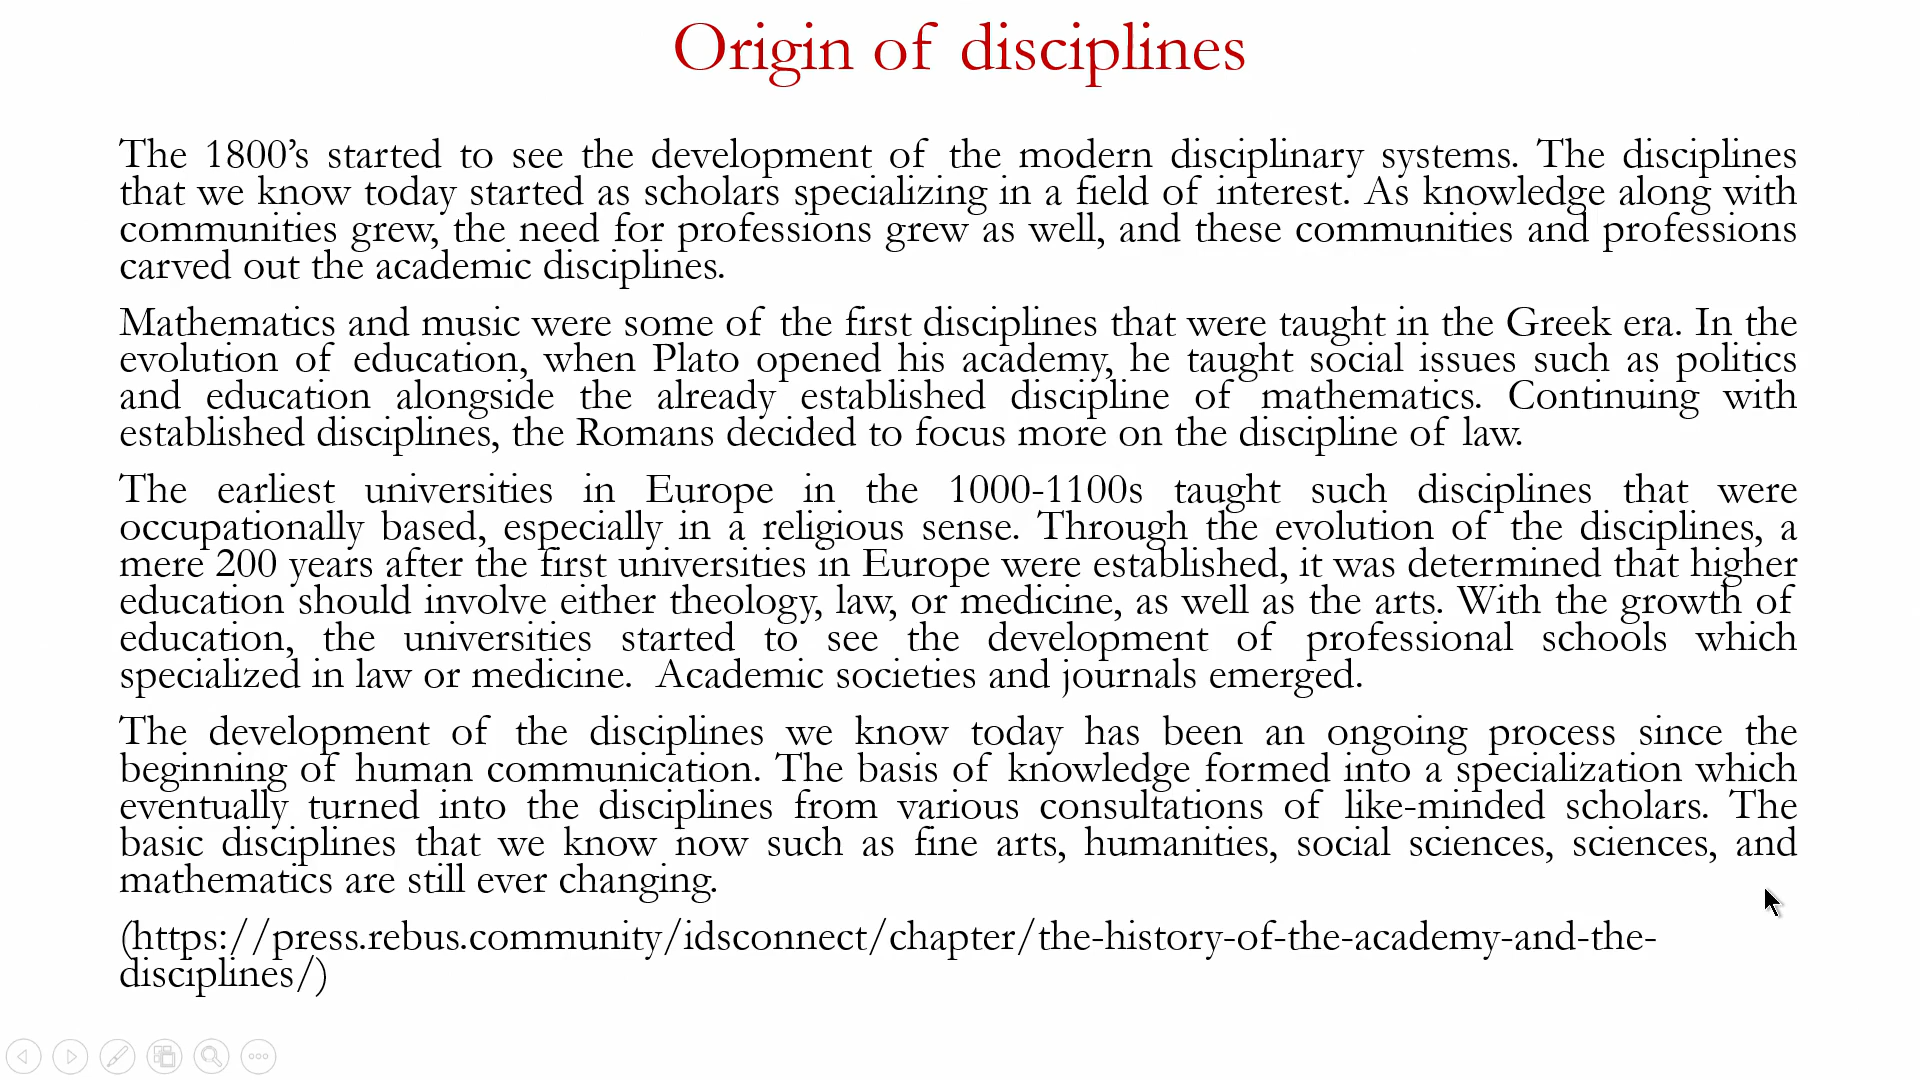 Origin of disciplines
The 1800’s started to see the development of the modern disciplinary systems. The disciplines
that we know today started as scholars specializing in a field of interest. As knowledge along with
communities grew, the need for professions grew as well, and these communities and professions
carved out the academic disciplines.
Mathematics and music were some of the first disciplines that were taught in the Greek era. In the
evolution of education, when Plato opened his academy, he taught social issues such as politics
and education alongside the already established discipline of mathematics. Continuing with
established disciplines, the Romans decided to focus more on the discipline of law.
The earliest universities in Europe in the 1000-1100s taught such disciplines that were
occupationally based, especially in a religious sense. Through the evolution of the disciplines, a
mere 200 years after the first universities in Europe were established, it was determined that higher
education should involve either theology, law, or medicine, as well as the arts. With the growth of
education, the universities started to see the development of professional schools which
specialized in law or medicine.  Academic societies and journals emerged.
The development of the disciplines we know today has been an ongoing process since the
beginning of human communication. The basis of knowledge formed into a specialization which
eventually turned into the disciplines from various consultations of like-minded scholars. The
basic disciplines that we know now such as fine arts, humanities, social sciences, sciences, and
mathematics are still ever changing.
(https://press.rebus.community/idsconnect/chapter/the-history-of-the-academy-and-the-
disciplines/)